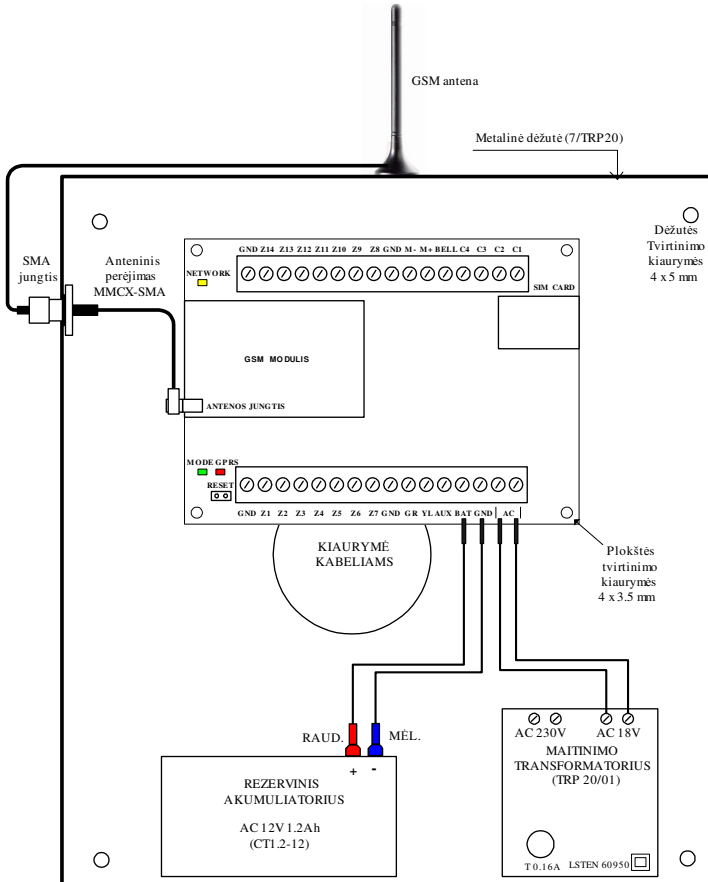 GSM antena
Metalinė dėžutė (7/TRP20)
SMA
jungtis
Anteninis
perėjimas
MMCX-SMA
Dėžutės
Tvirtinimo
kiaurymės
4 x 5 mm
GND Z14 Z13 Z12 Z11 Z10 Z9 Z8 GND M- M+ BELL C4 C3 C2 C1
NETWORK
SIM CARD
GSM MODULIS
ANTENOS JUNGTIS
MODE GPRS
RESET
GND Z1 Z2 Z3 Z4 Z5 Z6 Z7 GND GR YL AUX BAT GND AC
KIAURYMĖ
KABELIAMS
Plokštės
tvirtinimo
kiaurymės
4 x 3.5 mm
RAUD.
MĖL.
+ -
REZERVINIS
AKUMULIATORIUS
AC 12V 1.2Ah
(CT1.2-12)
AC 230V AC 18V
MAITINIMO
TRANSFORMATORIUS
(TRP 20/01)
T 0.16A LSTEN 60950